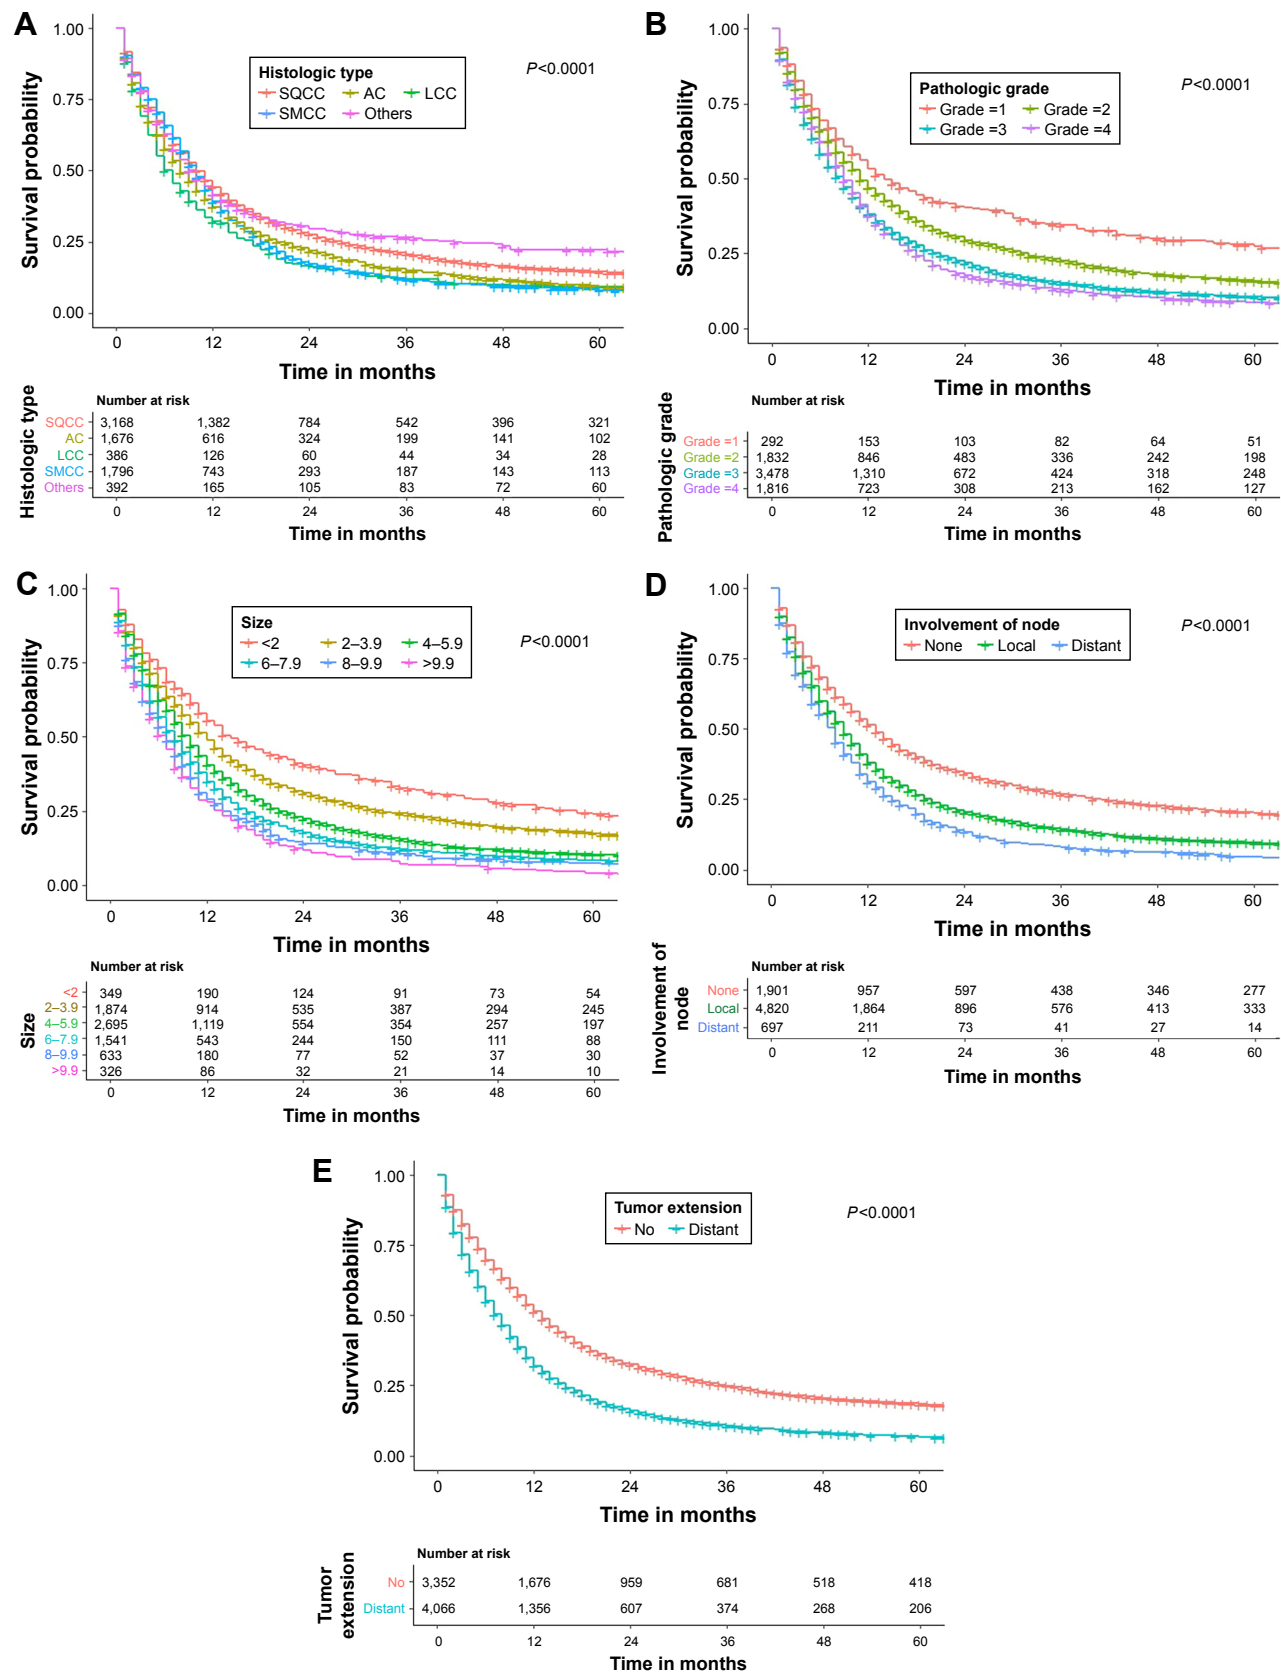 A
Survival probability
1.00
0.75
0.50
0.25
0.00
Histologic type
SQCC AC LCC
SMCC Others
P<0.0001
0 12 24 36 48 60
Time in months
Histologic type
Number at risk
SQCC 3,168 1,382 784 542 396 321
AC 1,676 616 324 199 141 102
LCC 386 126 60 44 34 28
SMCC 1,796 743 293 187 143 113
Others 392 165 105 83 72 60
0 12 24 36 48 60
Time in months
B
Survival probability
1.00
0.75
0.50
0.25
0.00
Pathologic grade
Grade =1 Grade =2
Grade =3 Grade =4
P<0.0001
0 12 24 36 48 60
Time in months
Pathologic grade
Number at risk
Grade =1 292 153 103 82 64 51
Grade =2 1,832 846 483 336 242 198
Grade =3 3,478 1,310 672 424 318 248
Grade =4 1,816 723 308 213 162 127
0 12 24 36 48 60
Time in months
C
Survival probability
1.00
0.75
0.50
0.25
0.00
Size
<2 2–3.9 4–5.9
6–7.9 8–9.9 >9.9
P<0.0001
0 12 24 36 48 60
Time in months
Size
Number at risk
<2 349 190 124 91 73 54
2–3.9 1,874 914 535 387 294 245
4–5.9 2,695 1,119 554 354 257 197
6–7.9 1,541 543 244 150 111 88
8–9.9 633 180 77 52 37 30
>9.9 326 86 32 21 14 10
0 12 24 36 48 60
Time in months
D
Survival probability
1.00
0.75
0.50
0.25
0.00
Involvement of node
None Local Distant
P<0.0001
0 12 24 36 48 60
Time in months
Involvement of
node
Number at risk
None 1,901 957 597 438 346 277
Local 4,820 1,864 896 576 413 333
Distant 697 211 73 41 27 14
0 12 24 36 48 60
Time in months
E
Survival probability
1.00
0.75
0.50
0.25
0.00
Tumor extension
No Distant
P<0.0001
0 12 24 36 48 60
Time in months
Tumor
extension
Number at risk
No 3,352 1,676 959 681 518 418
Distant 4,066 1,356 607 374 268 206
0 12 24 36 48 60
Time in months